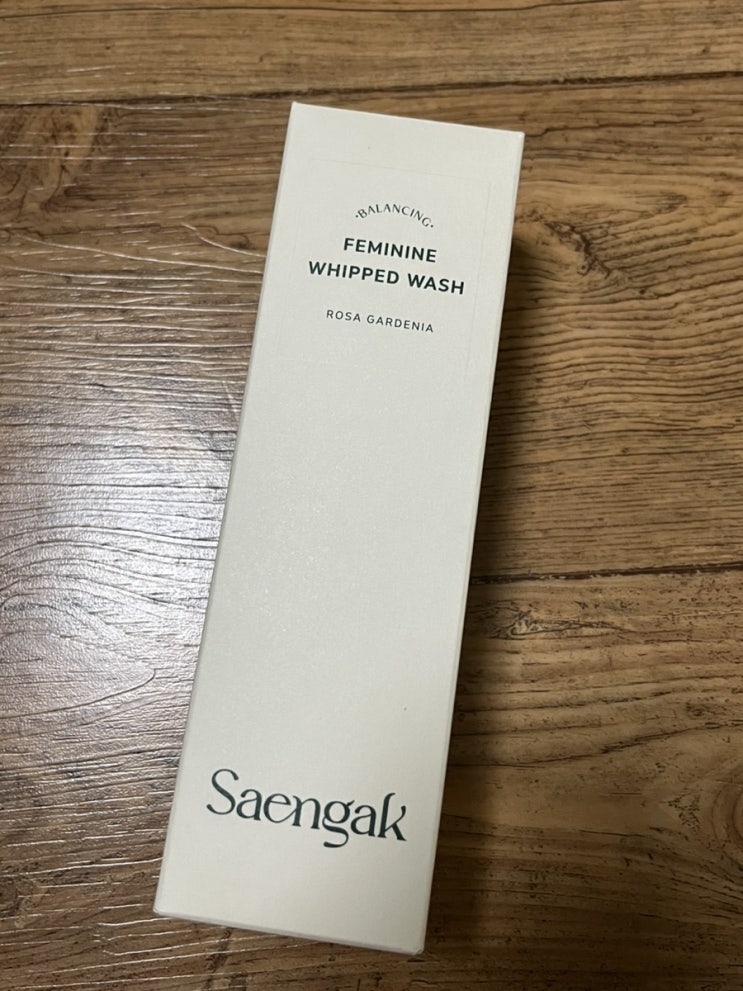 ·BALANCING·
FEMININE
WHIPPED WASH
ROSA GARDENIA
Saengak